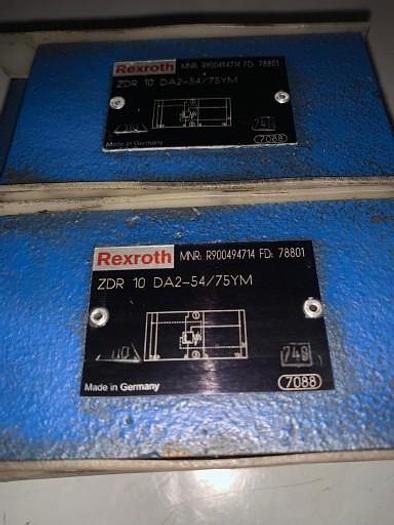 Rexroth MNR: R900494714 FD: 78801
ZDR 10 DA2-54/75YM
Made in Germany
7088
Rexroth MNR: R900494714 FD: 78801
ZDR 10 DA2-54/75YM
748
Made in Germany
7088